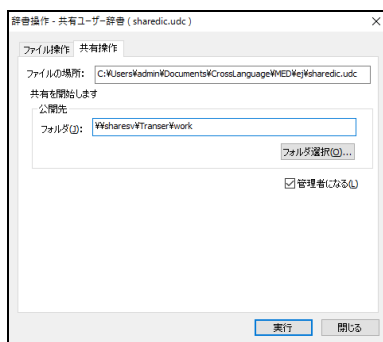 辞書操作 - 共有ユーザー辞書 ( sharedic.udc )
ファイル操作 共有操作
ファイルの場所: C:¥Users¥admin¥Documents¥CrossLanguage¥MED¥ej¥sharedic.udc
共有を開始します
公開先
フォルダ(J): ¥¥sharesv¥Transer¥work
フォルダ選択(O)...
管理者になる(L)
実行 閉じる